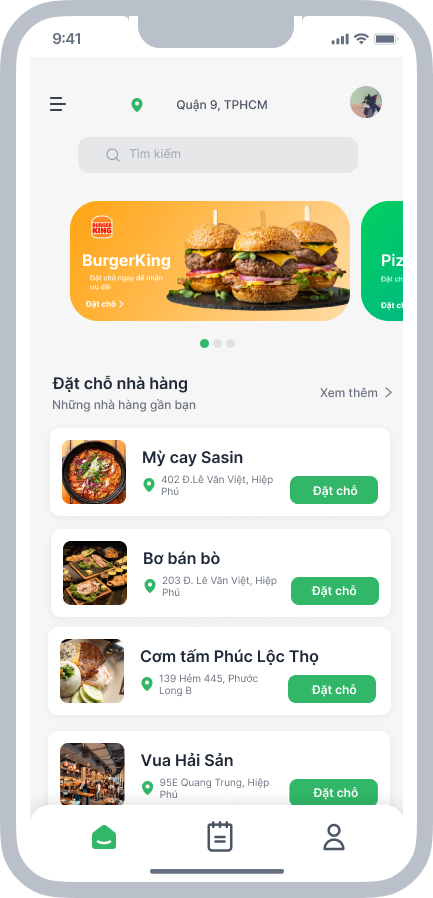 9:41
Quận 9, TPHCM
Tìm kiếm
BURGER
KING
BurgerKing
Đặt chỗ ngay để nhận
ưu đãi
Đặt chỗ
Piz
Đặt ch
Đặt cl
Đặt chỗ nhà hàng
Những nhà hàng gần bạn
Xem thêm
Mỳ cay Sasin
402 Đ.Lê Văn Việt, Hiệp
Phú
Đặt chỗ
Bơ bán bò
203 Đ. Lê Văn Việt, Hiệp
Phú
Đặt chỗ
Cơm tấm Phúc Lộc Thọ
139 Hẻm 445, Phước
Long B
Đặt chỗ
Vua Hải Sản
95E Quang Trung, Hiệp
Phú
Đặt chỗ